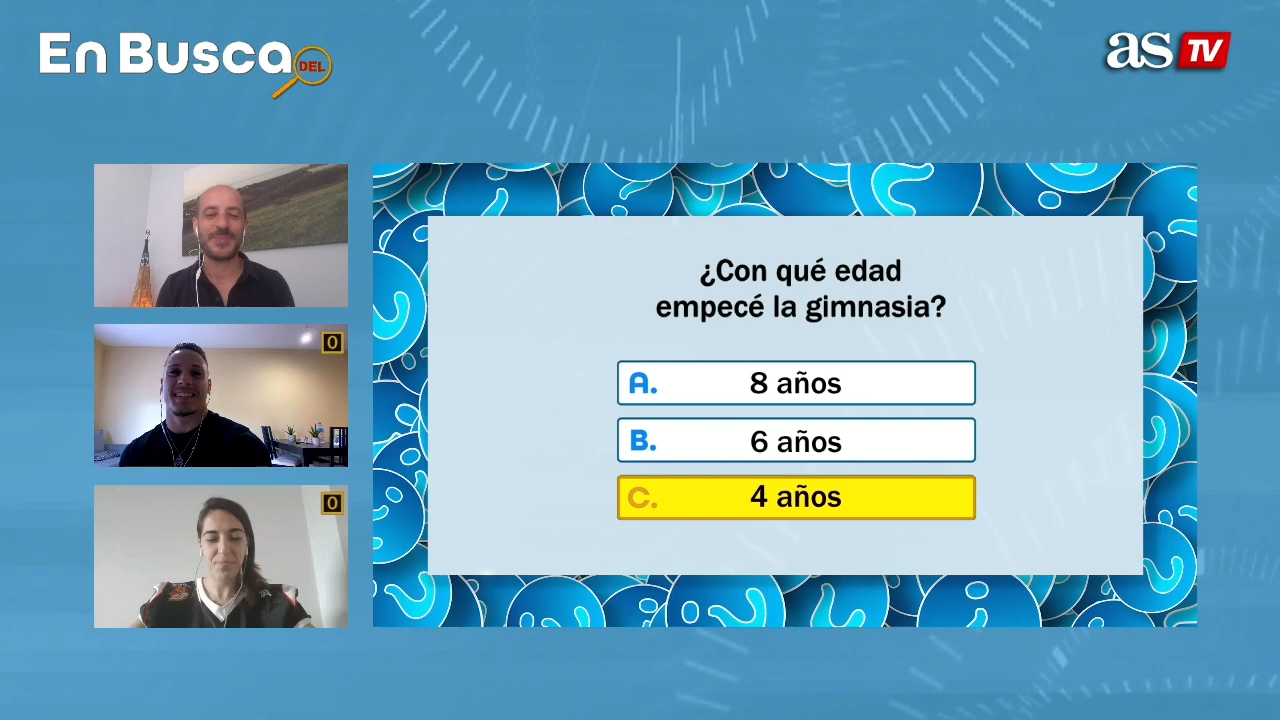 En Busca DEL
as TV
0
0
¿Con qué edad
empecé la gimnasia?
A. 8 años
B. 6 años
C. 4 años